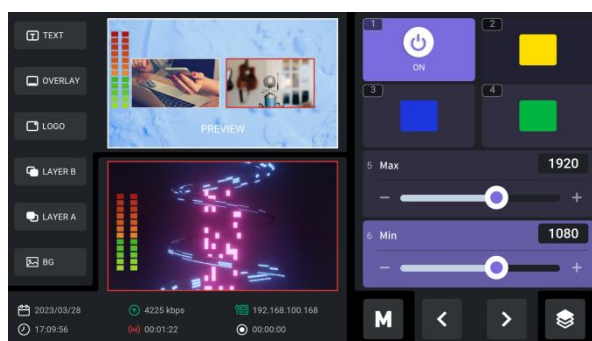 TEXT
OVERLAY
LOGO
LAYER B
LAYER A
BG
PREVIEW
2023/03/28
4225 kbps
192.168.100.168
17:09:56
00:01:22
00:00:00
1
ON
2
3
4
5 Max
1920
6 Min
1080
M